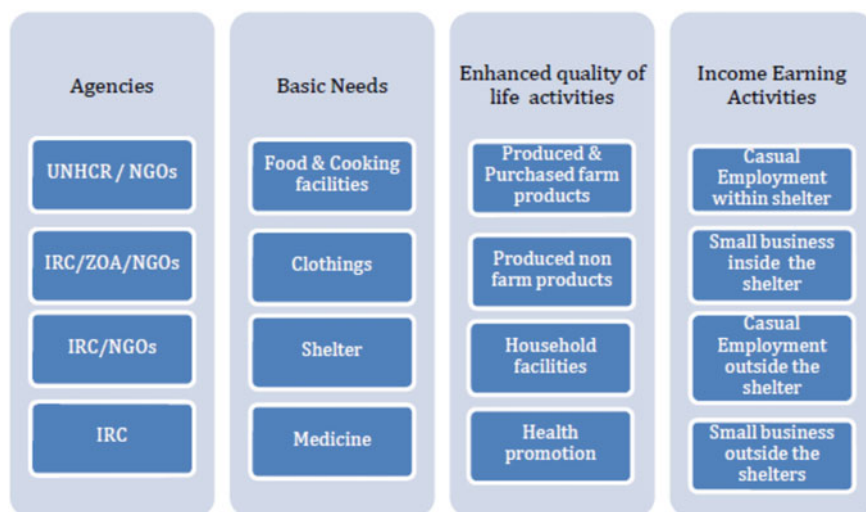 Agencies
UNHCR / NGOs
IRC/ZOA/NGOs
IRC/NGOs
IRC
Basic Needs
Food & Cooking
facilities
Clothings
Shelter
Medicine
Enhanced quality of
life activities
Produced &
Purchased farm
products
Produced non
farm products
Household
facilities
Health
promotion
Income Earning
Activities
Casual
Employment
within shelter
Small business
inside the
shelter
Casual
Employment
outside the
shelter
Small business
outside the
shelters